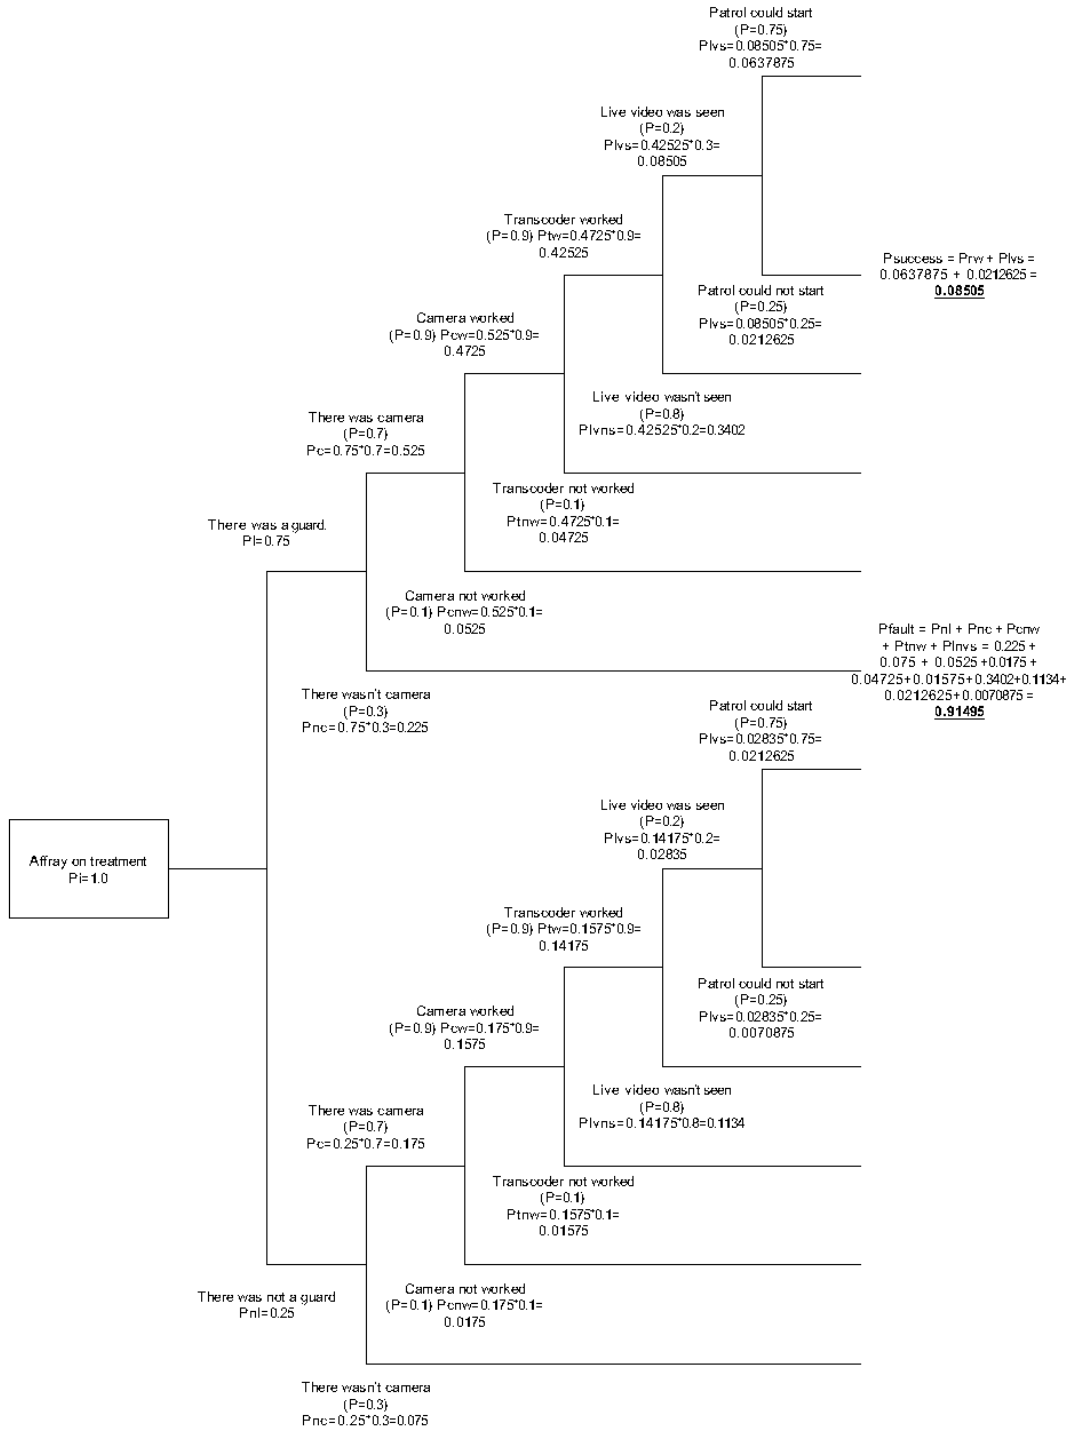 Patrol could start
(P=0.75)
Plvs=0.08505*0.75=
0.0637875
Live video was seen
(P=0.2)
Plvs=0.42525*0.3=
0.08505
Transcoder worked
(P=0.9) Ptw=0.4725*0.9=
0.42525
Psuccess = Prw + Plvs =
0.0637875 + 0.0212625 =
0.08505
Patrol could not start
(P=0.25)
Plvs=0.08505*0.25=
0.0212625
Camera worked
(P=0.9) Pcw=0.525*0.9=
0.4725
Live video wasn't seen
(P=0.8)
Plvns=0.42525*0.2=0.3402
There was camera
(P=0.7)
Pc=0.75*0.7=0.525
Transcoder not worked
(P=0.1)
Ptnw=0.4725*0.1=
0.04725
There was a guard.
Pl=0.75
Camera not worked
(P=0.1) Pcnw=0.525*0.1=
0.0525
Pfault = Pnl + Pnc + Pcnw
+ Ptnw + Plnvs = 0.225 +
0.075 + 0.0525 +0.0175 +
0.04725+0.01575+0.3402+0.1134+
0.0212625+0.0070875 =
0.91495
There wasn't camera
(P=0.3)
Pnc=0.75*0.3=0.225
Patrol could start
(P=0.75)
Plvs=0.02835*0.75=
0.0212625
Live video was seen
(P=0.2)
Plvs=0.14175*0.2=
0.02835
Affray on treatment
Pi=1.0
Transcoder worked
(P=0.9) Ptw=0.1575*0.9=
0.14175
Patrol could not start
(P=0.25)
Plvs=0.02835*0.25=
0.0070875
Camera worked
(P=0.9) Pcw=0.175*0.9=
0.1575
Live video wasn't seen
(P=0.8)
Plvns=0.14175*0.8=0.1134
There was camera
(P=0.7)
Pc=0.25*0.7=0.175
Transcoder not worked
(P=0.1)
Ptnw=0.1575*0.1=
0.01575
There was not a guard
Pnl=0.25
Camera not worked
(P=0.1) Pcnw=0.175*0.1=
0.0175
There wasn't camera
(P=0.3)
Pnc=0.25*0.3=0.075